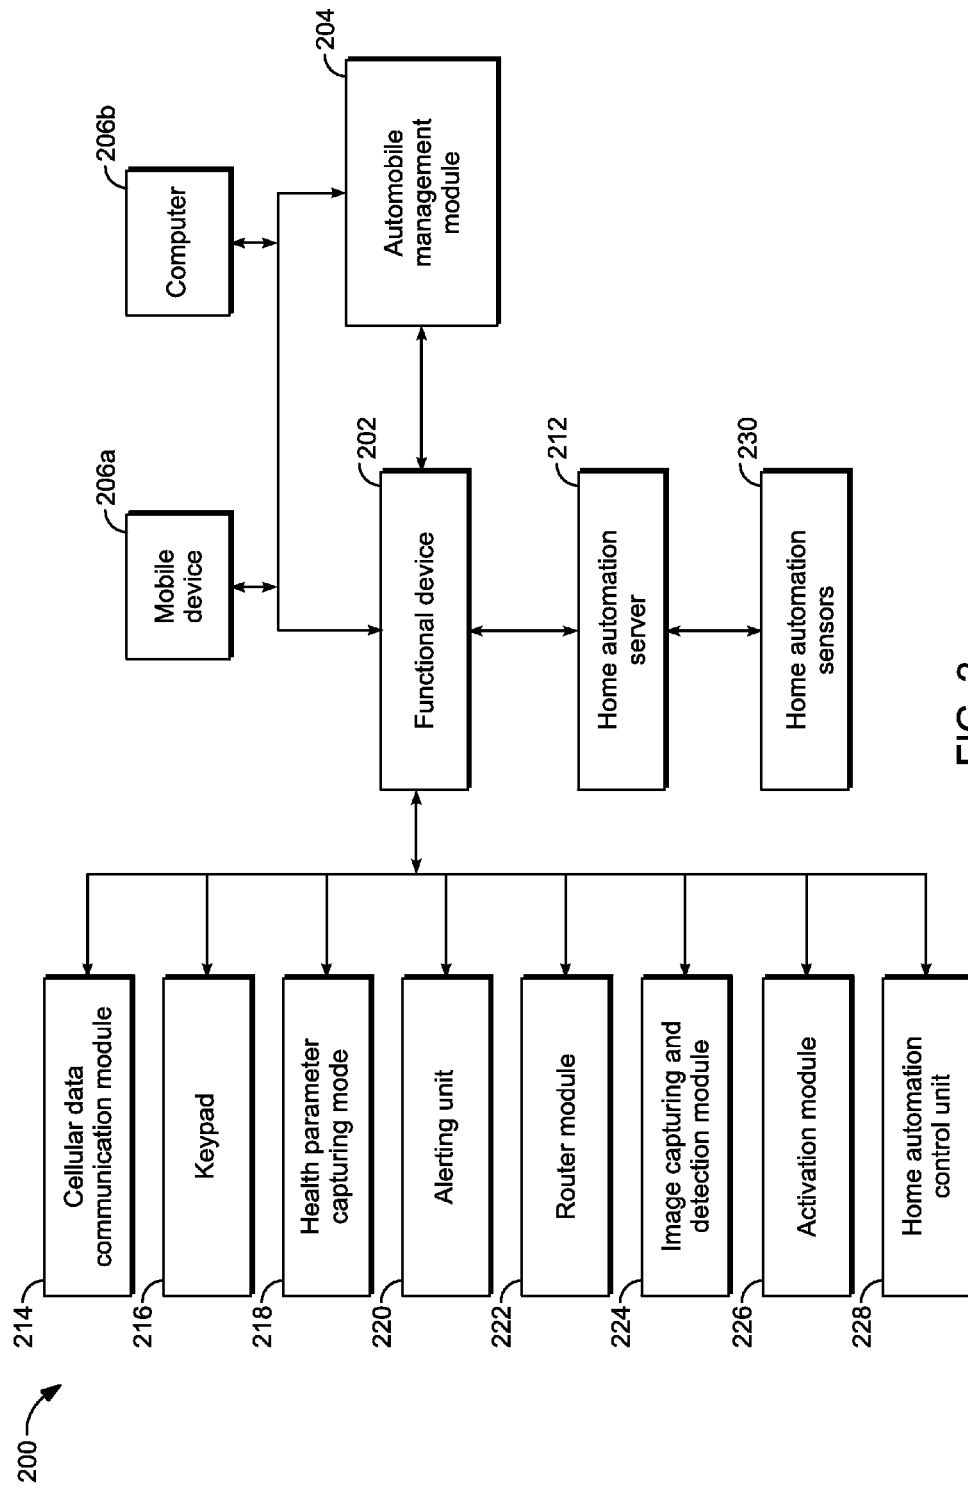 200
214
Cellular data
communication module
216
Keypad
218
Health parameter
capturing mode
220
Alerting unit
222
Router module
224
Image capturing and
detection module
226
Activation module
228
Home automation
control unit
206a
Mobile
device
206b
Computer
202
Functional device
204
Automobile
management
module
212
Home automation
server
230
Home automation
sensors